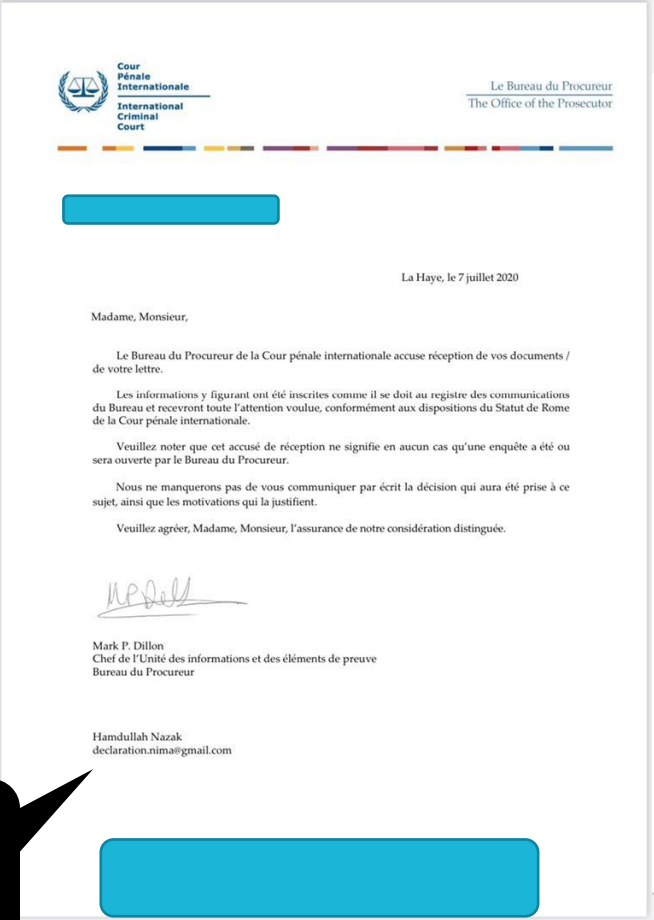 Cour
Pénale
Internationale
International
Criminal
Court
Le Bureau du Procureur
The Office of the Prosecutor
La Haye, le 7 juillet 2020
Madame, Monsieur,
Le Bureau du Procureur de la Cour pénale internationale accuse réception de vos documents /
de votre lettre.
Les informations y figurant ont été inscrites comme il se doit au registre des communications
du Bureau et recevront toute l'attention voulue, conformément aux dispositions du Statut de Rome
de la Cour pénale internationale.
Veuillez noter que cet accusé de réception ne signifie en aucun cas qu'une enquête a été ou
sera ouverte par le Bureau du Procureur.
Nous ne manquerons pas de vous communiquer par écrit la décision qui aura été prise à ce
sujet, ainsi que les motivations qui la justifient.
Veuillez agréer, Madame, Monsieur, l'assurance de notre considération distinguée.
Mark P. Dillon
Chef de l'Unité des informations et des éléments de preuve
Bureau du Procureur
Hamdullah Nazak
declaration.nima@gmail.com